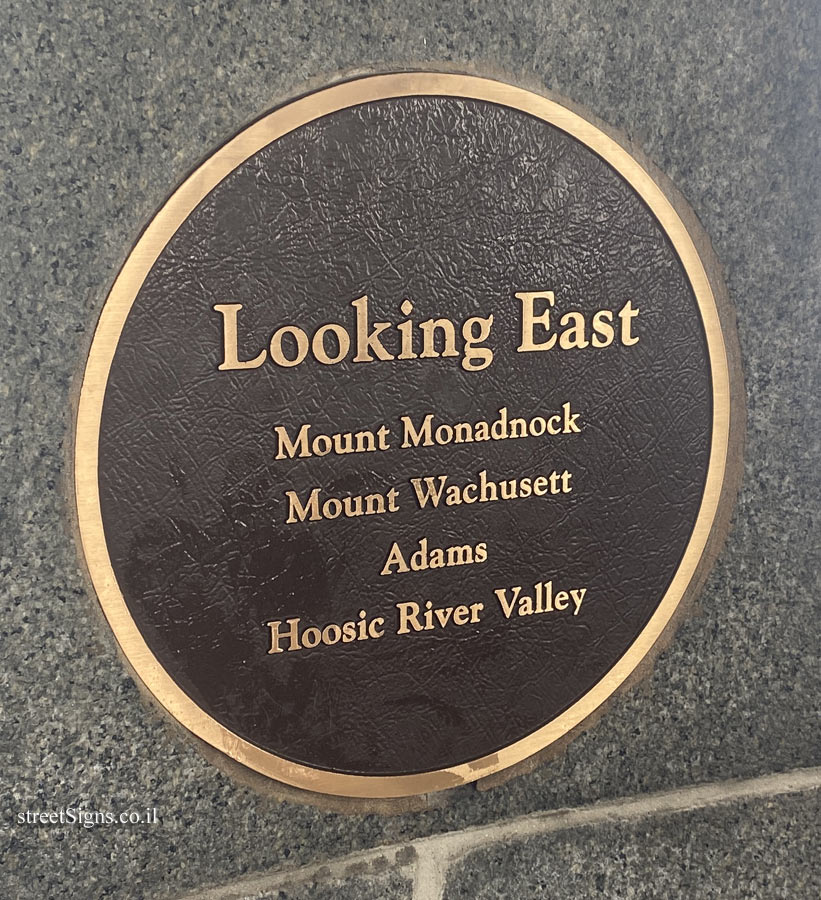 Looking East
Mount Monadnock
Mount Wachusett
Adams
Hoosic River Valley
streetSigns.co.il